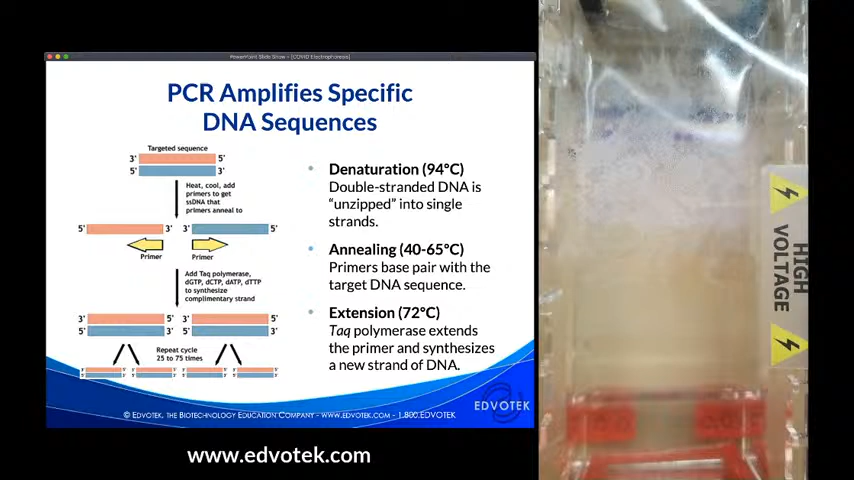 PowerPoint Slide Show - [COVID Electrophoresis]
PCR Amplifies Specific
DNA Sequences
Targeted sequence
3' 5'
5' 3'
Heat, cool, add
primers to get
ssDNA that
primers anneal to
5' 3' 3' 5'
Primer Primer
Add Taq polymerase,
dGTP, dCTP, dATP, dTTP
to synthesize
complimentary strand
3' 5' 3' 5'
5' 3' 5' 3'
Repeat cycle
25 to 75 times
Denaturation (94°C)
Double-stranded DNA is
“unzipped” into single
strands.
Annealing (40-65°C)
Primers base pair with the
target DNA sequence.
Extension (72°C)
Taq polymerase extends
the primer and synthesizes
a new strand of DNA.
© EDVOTEK. THE BIOTECHNOLOGY EDUCATION COMPANY - WWW.EDVOTEK.COM - 1.800.EDVOTEK
EDVOTEK
www.edvotek.com
HIGH
VOLTAGE